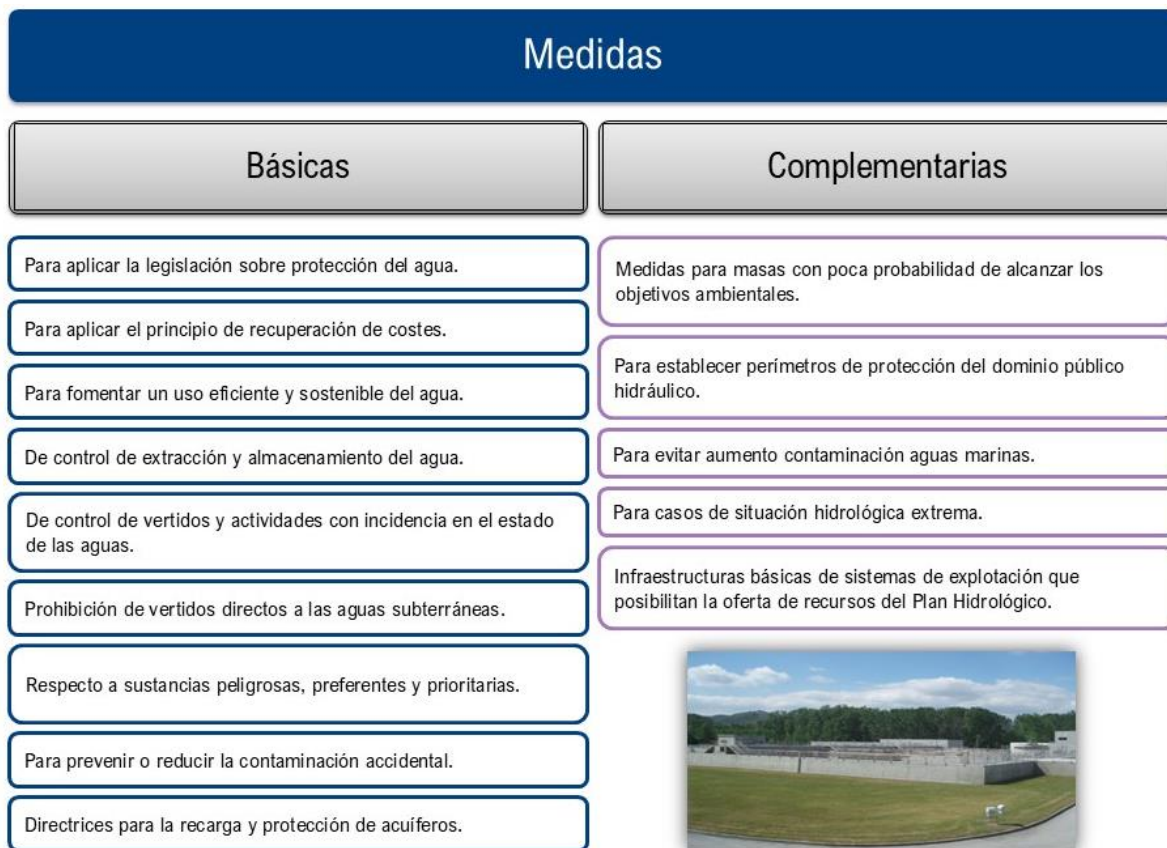 Medidas
Básicas
Para aplicar la legislación sobre protección del agua.
Para aplicar el principio de recuperación de costes.
Para fomentar un uso eficiente y sostenible del agua.
De control de extracción y almacenamiento del agua.
De control de vertidos y actividades con incidencia en el estado
de las aguas.
Prohibición de vertidos directos a las aguas subterráneas.
Respecto a sustancias peligrosas, preferentes y prioritarias.
Para prevenir o reducir la contaminación accidental.
Directrices para la recarga y protección de acuíferos.
Complementarias
Medidas para masas con poca probabilidad de alcanzar los
objetivos ambientales.
Para establecer perímetros de protección del dominio público
hidráulico.
Para evitar aumento contaminación aguas marinas.
Para casos de situación hidrológica extrema.
Infraestructuras básicas de sistemas de explotación que
posibilitan la oferta de recursos del Plan Hidrológico.